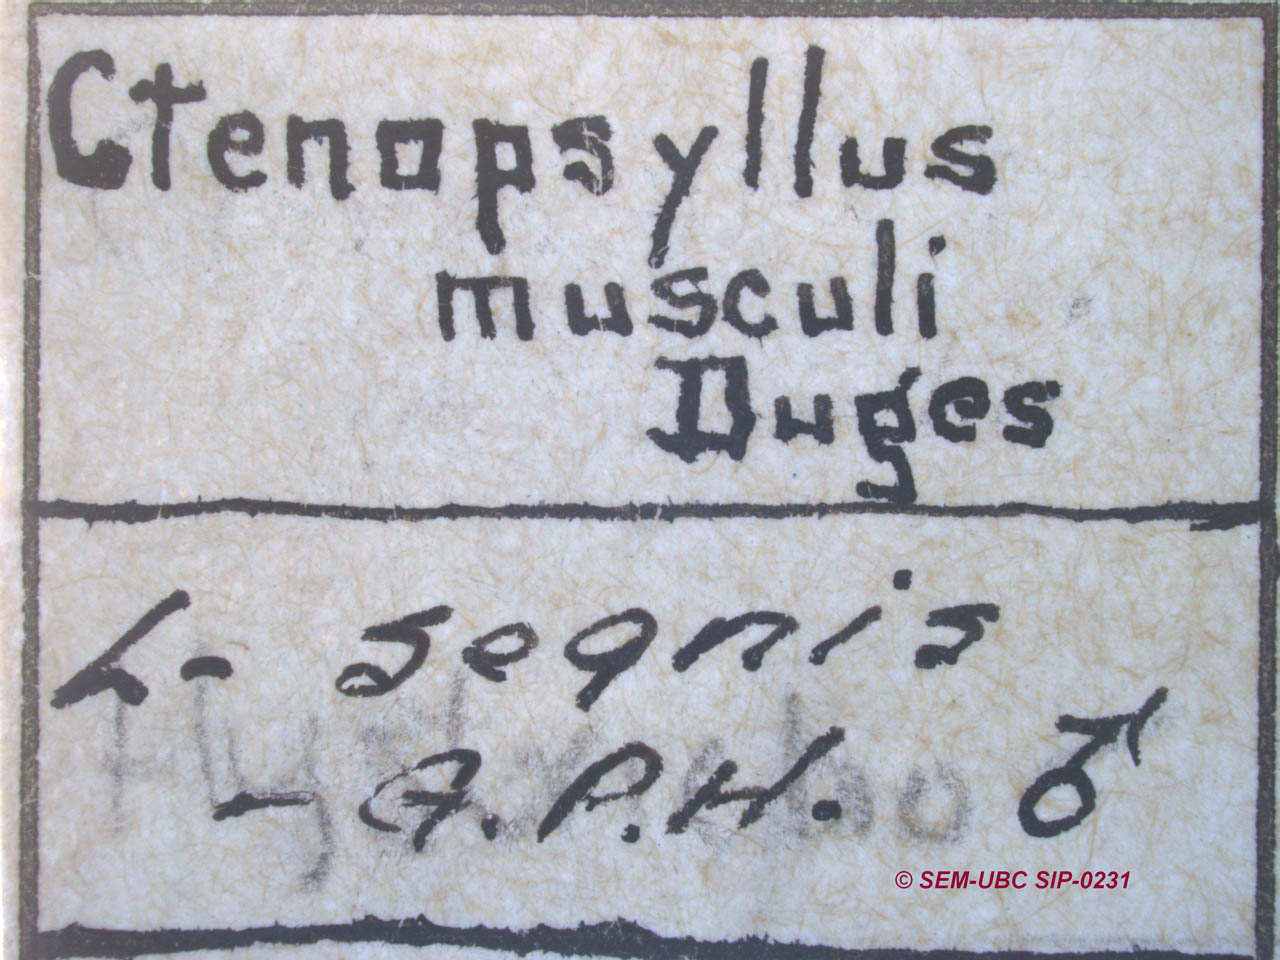 Ctenopsyllus
musculi
Duges
L- segnis
- G.P.H. ♂
© SEM-UBC SIP-0231